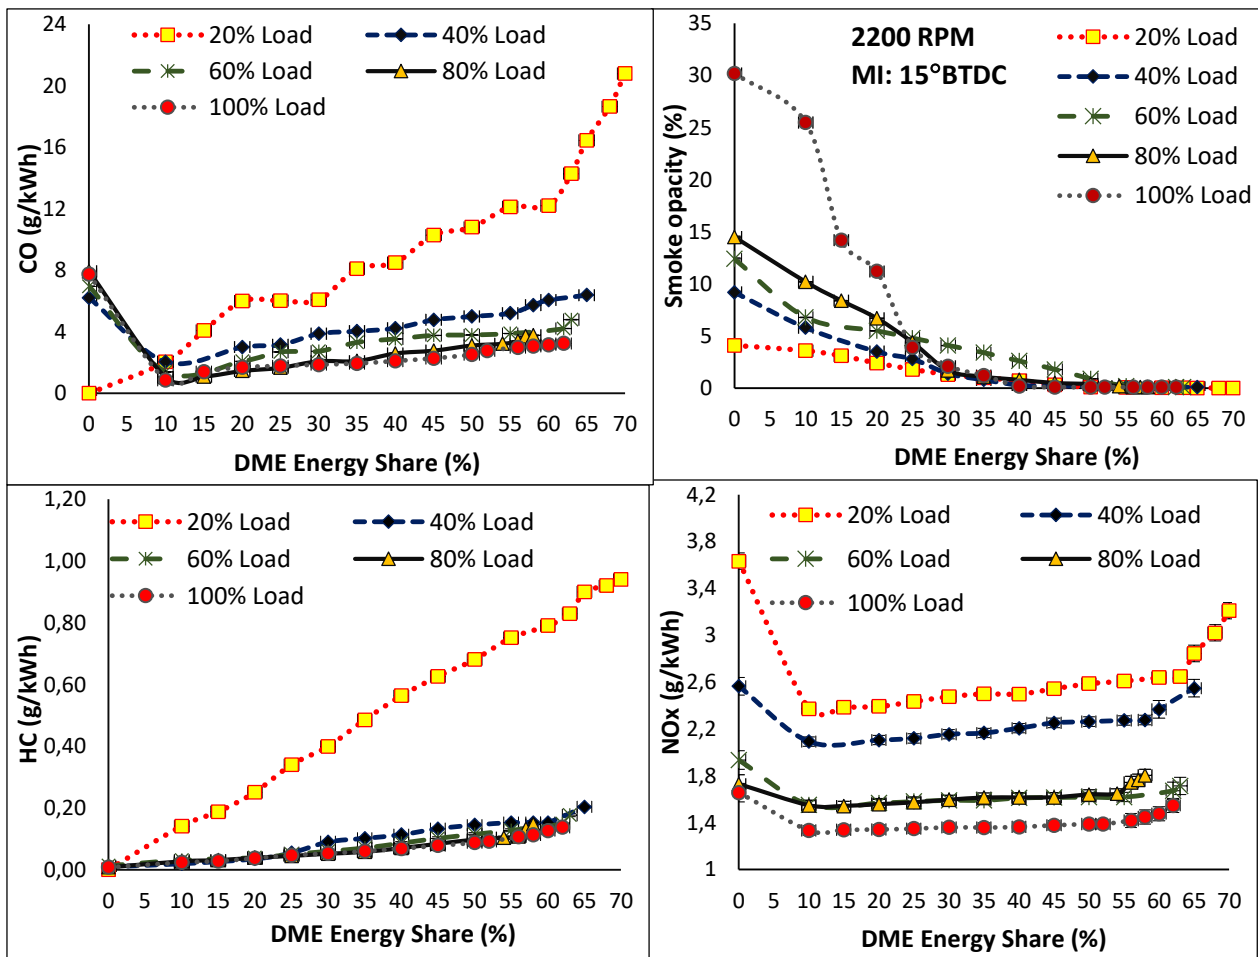 24
20
16
12
8
4
0
CO (g/kWh)
20% Load
40% Load
60% Load
80% Load
100% Load
0 5 10 15 20 25 30 35 40 45 50 55 60 65 70
DME Energy Share (%)
35
30
25
20
15
10
5
0
Smoke opacity (%)
2200 RPM
MI: 15°BTDC
20% Load
40% Load
60% Load
80% Load
100% Load
0 5 10 15 20 25 30 35 40 45 50 55 60 65 70
DME Energy Share (%)
1,20
1,00
0,80
0,60
0,40
0,20
0,00
HC (g/kWh)
20% Load
40% Load
60% Load
80% Load
100% Load
0 5 10 15 20 25 30 35 40 45 50 55 60 65 70
DME Energy Share (%)
4,2
3,8
3,4
3
2,6
2,2
1,8
1,4
1
NOx (g/kWh)
20% Load
40% Load
60% Load
80% Load
100% Load
0 5 10 15 20 25 30 35 40 45 50 55 60 65 70
DME Energy Share (%)